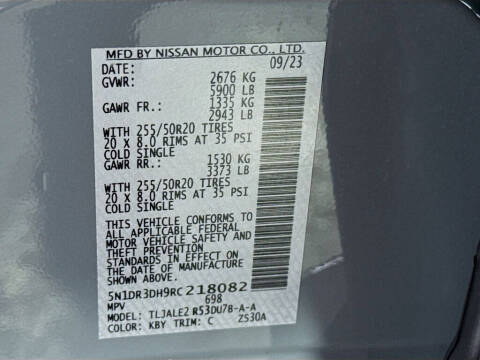 MFD BY NISSAN MOTOR CO., LTD.
DATE: 09/23
GVWR: 2676 KG
5900 LB
GAWR FR.: 1335 KG
2943 LB
WITH 255/50R20 TIRES
20 X 8.0 RIMS AT 35 PSI
COLD SINGLE
GAWR RR.: 1530 KG
3373 LB
WITH 255/50R20 TIRES
20 X 8.0 RIMS AT 35 PSI
COLD SINGLE
THIS VEHICLE CONFORMS TO
ALL APPLICABLE FEDERAL
MOTOR VEHICLE SAFETY AND
THEFT PREVENTION
STANDARDS IN EFFECT ON
THE DATE OF MANUFACTURE
SHOWN ABOVE.
5N1DR3DH9RC218082
MPV 698
MODEL: TLJALE2 R53DU78-A-A
COLOR: KBY TRIM: C Z530A